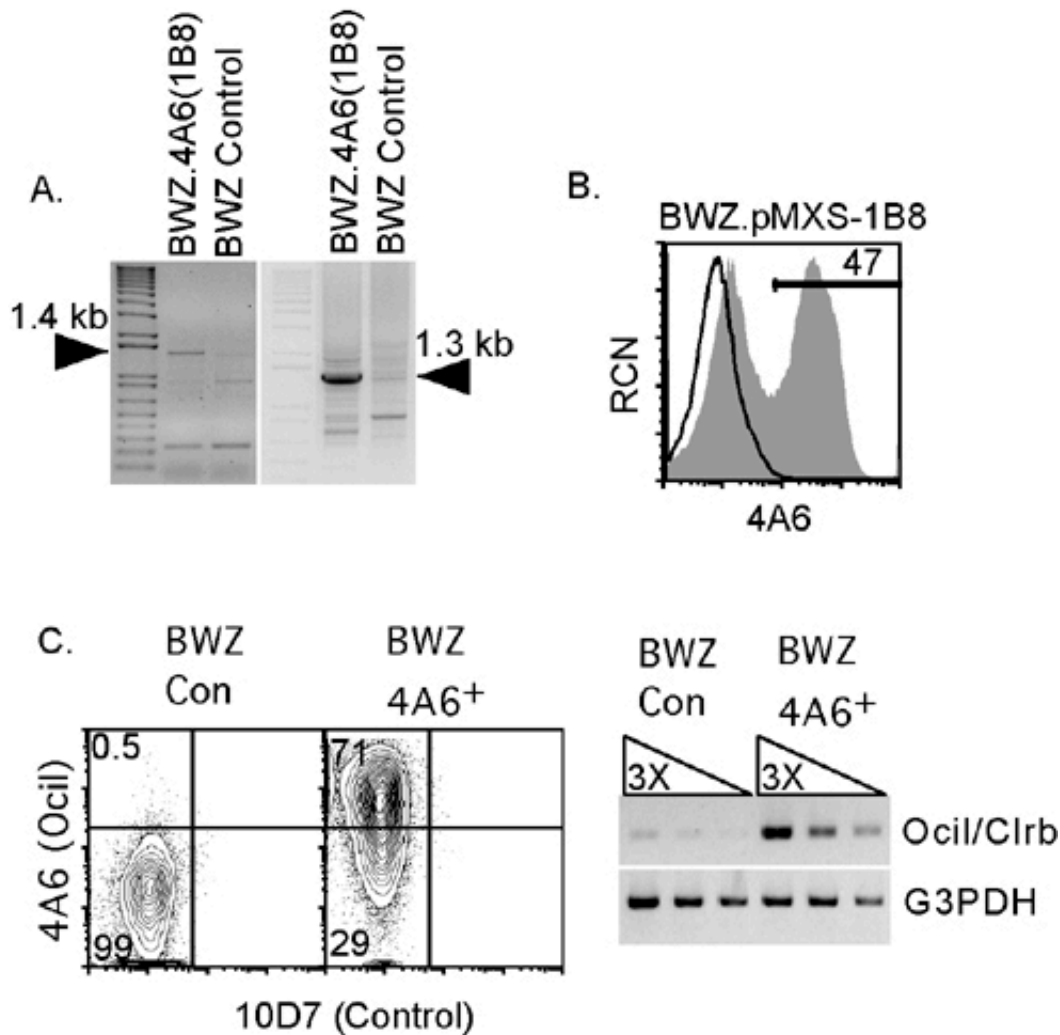 A.
BWZ.4A6(1B8)
BWZ Control
BWZ.4A6(1B8)
BWZ Control
1.4 kb
1.3 kb
B.
BWZ.pMXS-1B8
47
RCN
4A6
C.
BWZ
Con
BWZ
4A6+
0.5
99
71
29
4A6 (Ocil)
10D7 (Control)
BWZ
Con
BWZ
4A6+
3X
3X
Ocil/Clrb
G3PDH